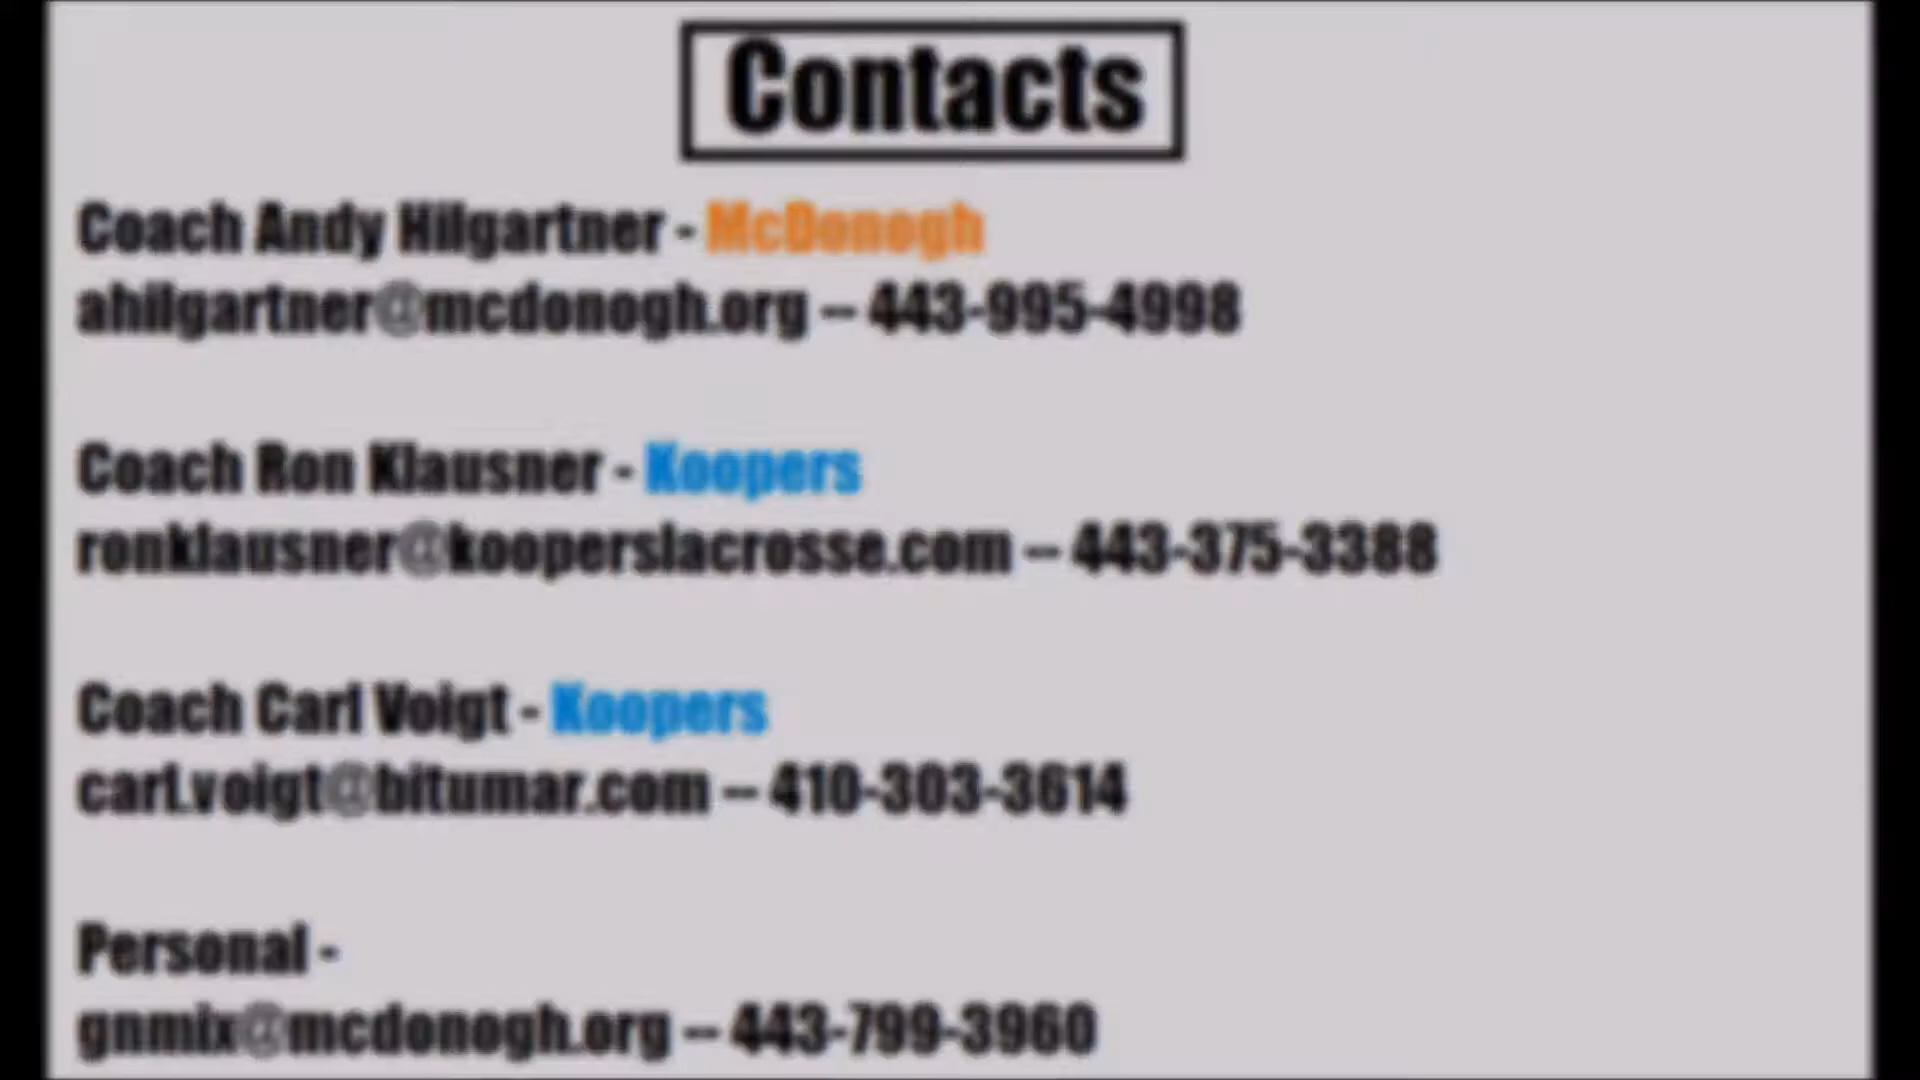 Contacts
Coach Andy Hilgartner - McDonogh
ahilgartner@mcdonogh.org -- 443-995-4998
Coach Ron Klausner - Koopers
ronklausner@kooperslacrosse.com -- 443-375-3388
Coach Carl Voigt - Koopers
carl.voigt@bitumar.com -- 410-303-3614
Personal -
gnmix@mcdonogh.org -- 443-799-3960